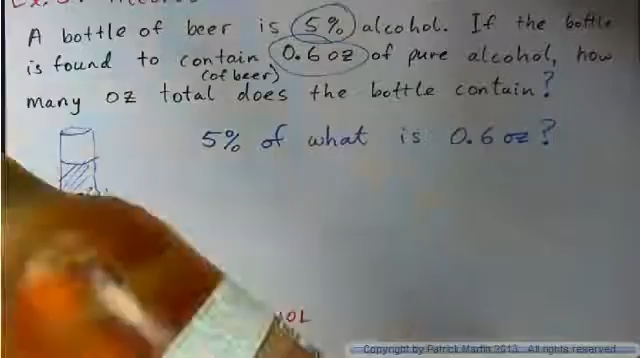 A bottle of beer is 5% alcohol. If the bottle
is found to contain 0.6 oz of pure alcohol, how
(of beer)
many oz total does the bottle contain?
5% of what is 0.6 oz?
OL
Copyright by Patrick Martin 2013. All rights reserved.